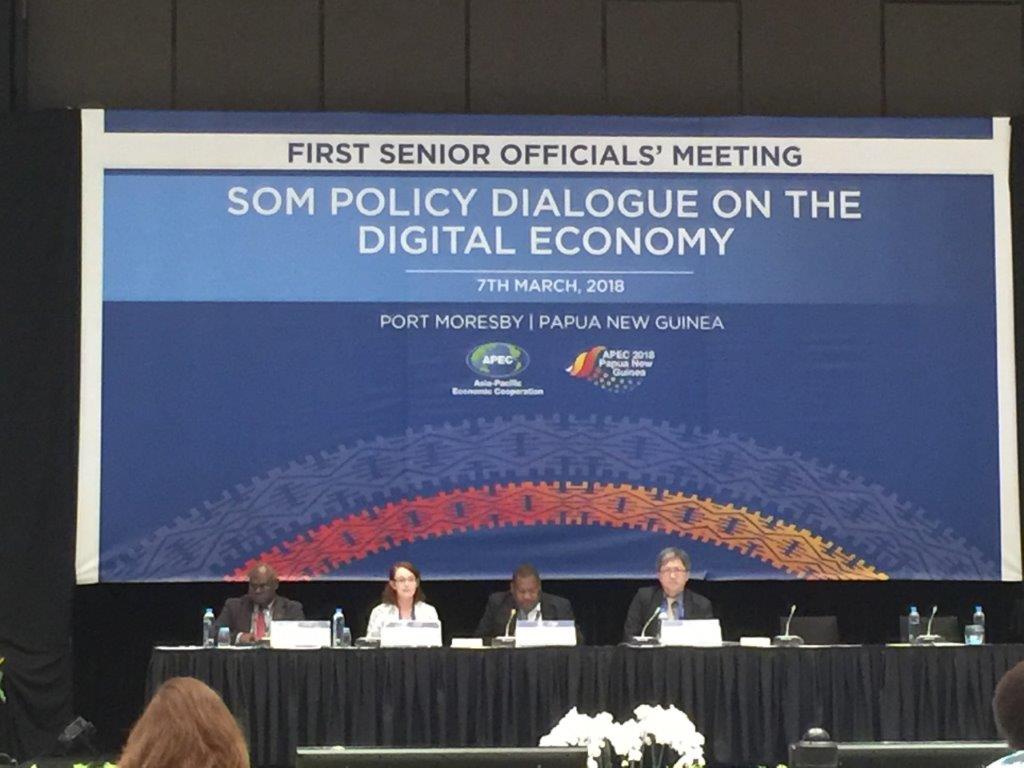 FIRST SENIOR OFFICIALS' MEETING
SOM POLICY DIALOGUE ON THE
DIGITAL ECONOMY
7TH MARCH, 2018
PORT MORESBY | PAPUA NEW GUINEA
APEC
Asia-Pacific
Economic Cooperation
APEC 2018
Papua New
Guinea